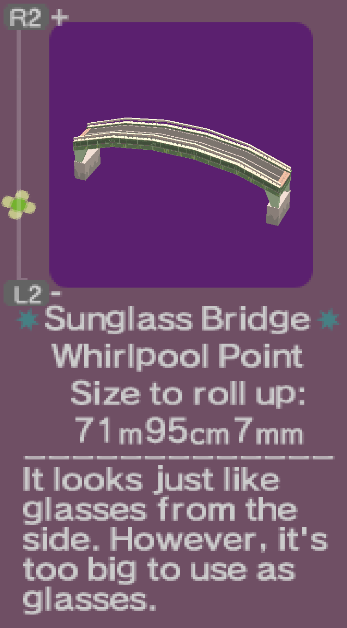 R2 +
L2 -
Sunglass Bridge
Whirlpool Point
Size to roll up:
71m95cm7mm
It looks just like
glasses from the
side. However, it's
too big to use as
glasses.